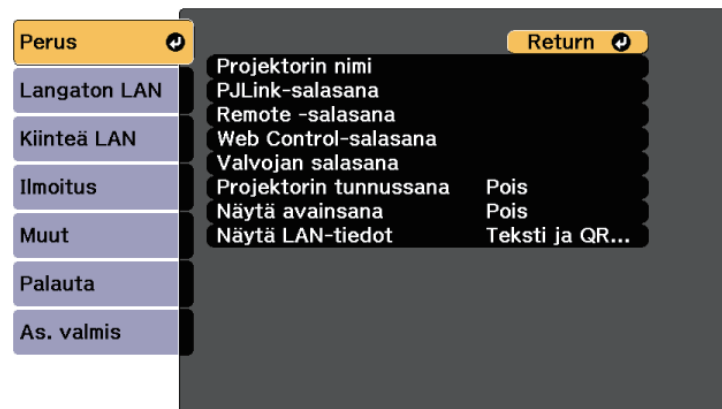 Perus
Langaton LAN
Kiinteä LAN
Ilmoitus
Muut
Palauta
As. valmis
Return
Projektorin nimi
PJLink-salasana
Remote -salasana
Web Control-salasana
Valvojan salasana
Projektorin tunnussana Pois
Näytä avainsana Pois
Näytä LAN-tiedot Teksti ja QR...